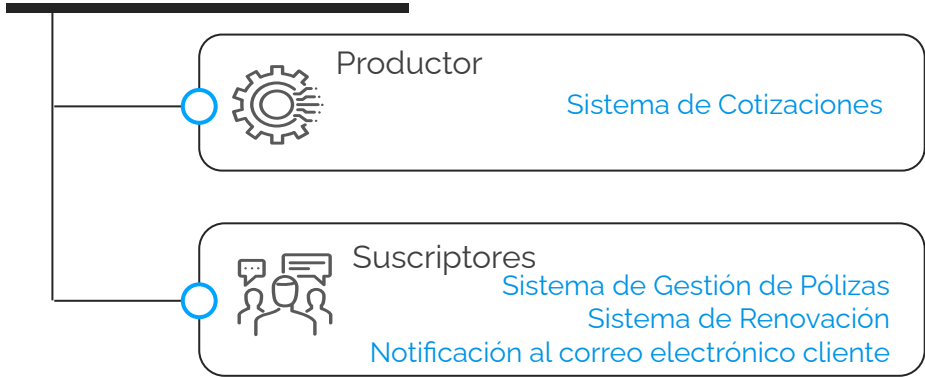 Productor
Sistema de Cotizaciones
Suscriptores
Sistema de Gestión de Pólizas
Sistema de Renovación
Notificación al correo electrónico cliente